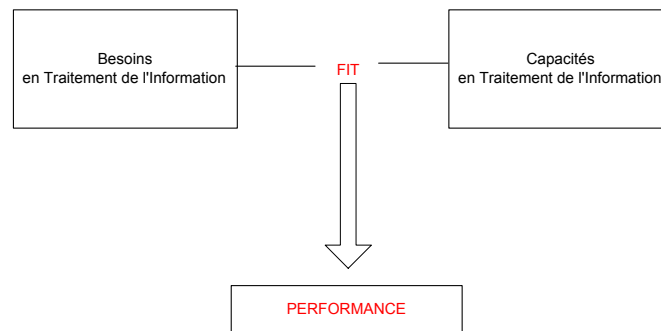 Besoins
en Traitement de l'Information
FIT
Capacités
en Traitement de l'Information
PERFORMANCE